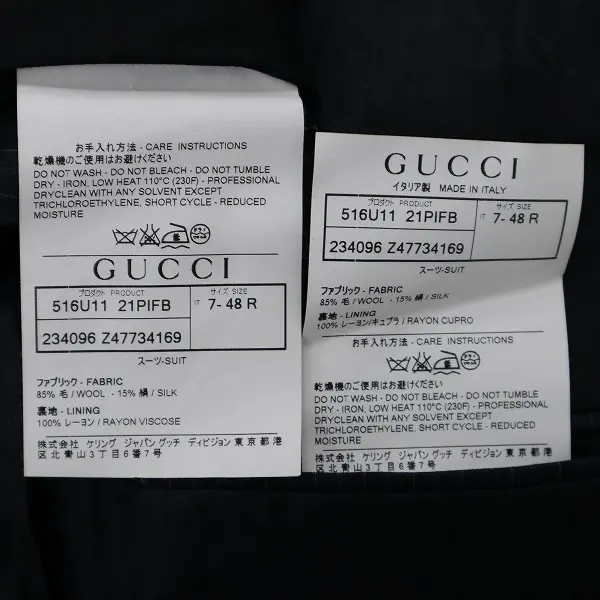 お手入れ方法 - CARE INSTRUCTIONS
乾燥機のご使用はお避けください
DO NOT WASH - DO NOT BLEACH - DO NOT TUMBLE
DRY - IRON, LOW HEAT 110°C (230F) - PROFESSIONAL
DRYCLEAN WITH ANY SOLVENT EXCEPT
TRICHLOROETHYLENE, SHORT CYCLE - REDUCED
MOISTURE
GUCCI
プロダクト PRODUCT
サイズ SIZE
516U11 21PIFB
IT 7- 48 R
234096 Z47734169
スーツ-SUIT
ファブリック - FABRIC
85% 毛 / WOOL - 15% 絹 / SILK
裏地 - LINING
100% レーヨン / RAYON VISCOSE
株式会社 ケリング ジャパン グッチ ディビジョン 東京都 港
区北青山3丁目6番7号
GUCCI
イタリア製 MADE IN ITALY
プロダクト PRODUCT
サイズ SIZE
516U11 21PIFB
IT 7- 48 R
234096 Z47734169
スーツ-SUIT
ファブリック - FABRIC
85% 毛 / WOOL - 15% 絹 / SILK
裏地 - LINING
100% レーヨン/キュプラ / RAYON CUPRO
お手入れ方法 - CARE INSTRUCTIONS
乾燥機のご使用はお避けください
DO NOT WASH - DO NOT BLEACH - DO NOT TUMBLE
DRY - IRON, LOW HEAT 110°C (230F) - PROFESSIONAL
DRYCLEAN WITH ANY SOLVENT EXCEPT
TRICHLOROETHYLENE, SHORT CYCLE - REDUCED
MOISTURE
株式会社 ケリング ジャパン グッチ ディビジョン 東京都 港
区 北青山3丁目6番7号